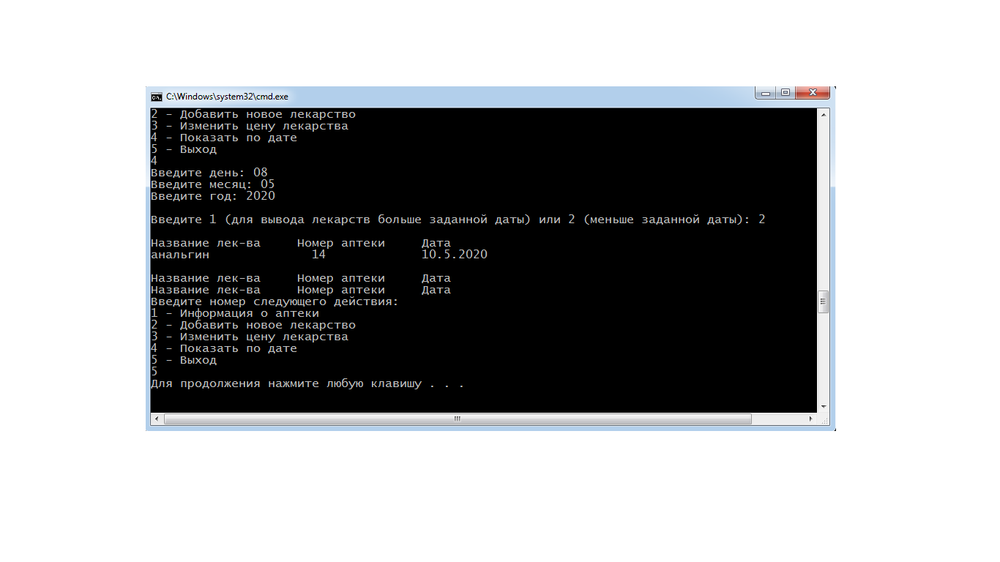 C:\Windows\system32\cmd.exe
2 - Добавить новое лекарство
3 - Изменить цену лекарства
4 - Показать по дате
5 - Выход
4
Введите день: 08
Введите месяц: 05
Введите год: 2020
Введите 1 (для вывода лекарств больше заданной даты) или 2 (меньше заданной даты): 2
Название лек-ва Номер аптеки Дата
анальгин 14 10.5.2020
Название лек-ва Номер аптеки Дата
Название лек-ва Номер аптеки Дата
Введите номер следующего действия:
1 - Информация о аптеки
2 - Добавить новое лекарство
3 - Изменить цену лекарства
4 - Показать по дате
5 - Выход
5
Для продолжения нажмите любую клавишу . . .